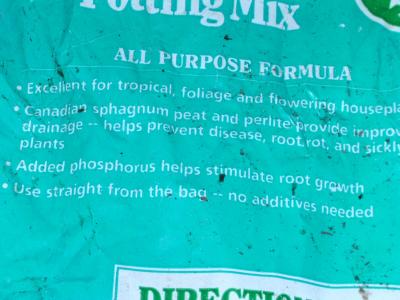 Potting Mix
ALL PURPOSE FORMULA
• Excellent for tropical, foliage and flowering housepla
• Canadian sphagnum peat and perlite provide improv
drainage -- helps prevent disease, root rot, and sickly
plants
• Added phosphorus helps stimulate root growth
• Use straight from the bag -- no additives needed
DIRECTION